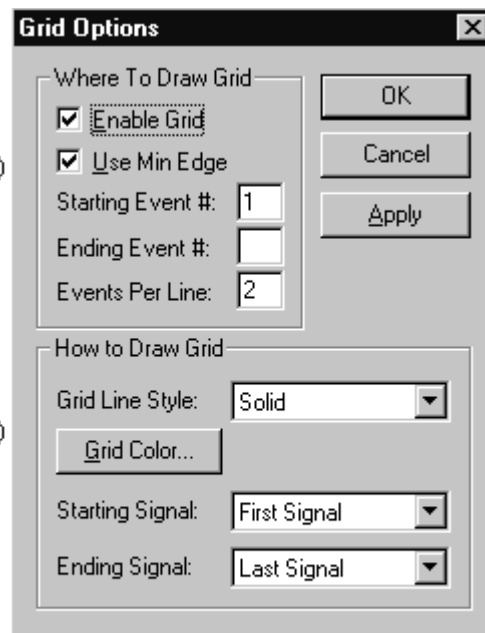 Grid Options
Where To Draw Grid
Enable Grid
Use Min Edge
Starting Event #: 1
Ending Event #:
Events Per Line: 2
OK
Cancel
Apply
How to Draw Grid
Grid Line Style: Solid
Grid Color...
Starting Signal: First Signal
Ending Signal: Last Signal